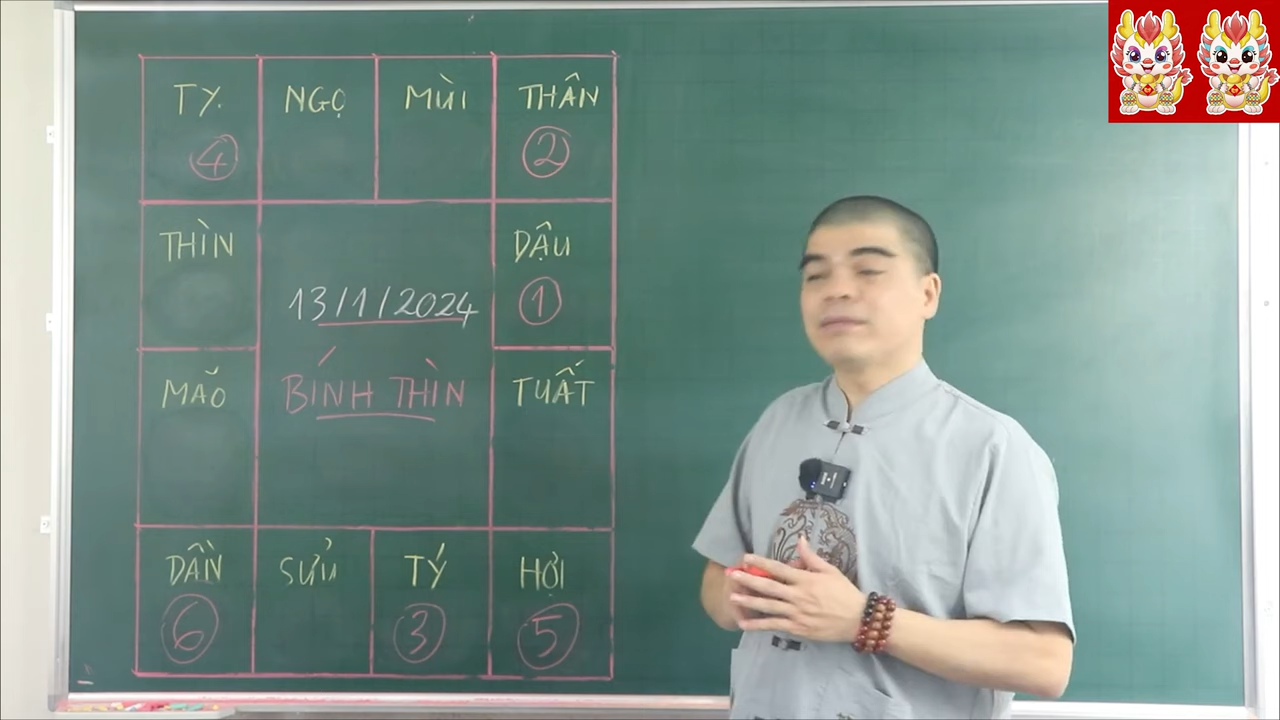 TỴ.
NGỌ
MÙI
THÂN
④
②
THÌN
DẬU
13/1/2024
①
BÍNH THÌN
MÃO
TUẤT
DẦN
SỬU
TÝ
HỢI
⑥
③
⑤